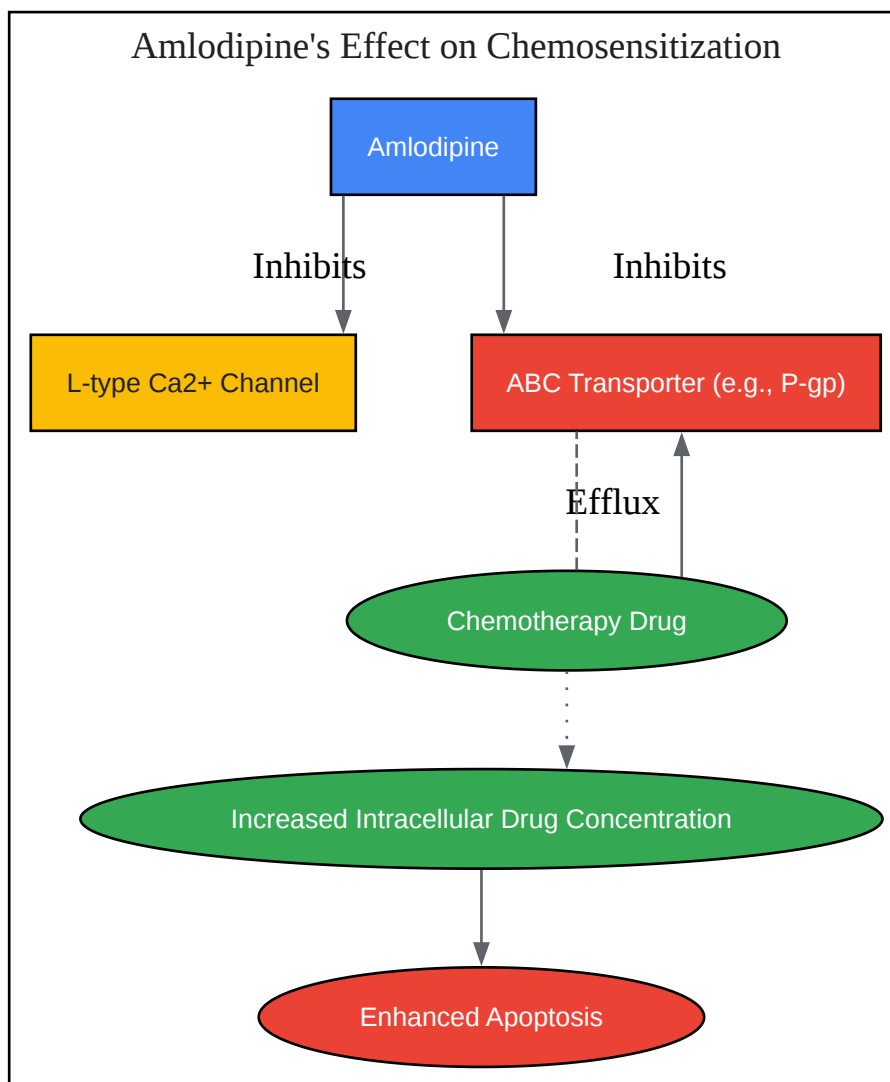 Amlodipine's Effect on Chemosensitization
Amlodipine
Inhibits
Inhibits
L-type Ca2+ Channel
ABC Transporter (e.g., P-gp)
Efflux
Chemotherapy Drug
Increased Intracellular Drug Concentration
Enhanced Apoptosis